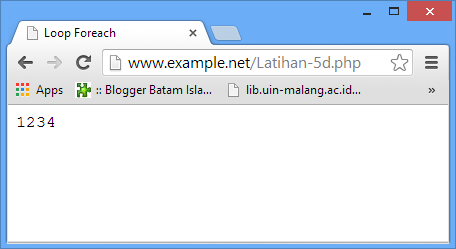 Loop Foreach
www.example.net/Latihan-5d.php
Apps :: Blogger Batam Isla... lib.uin-malang.ac.id... »
1234